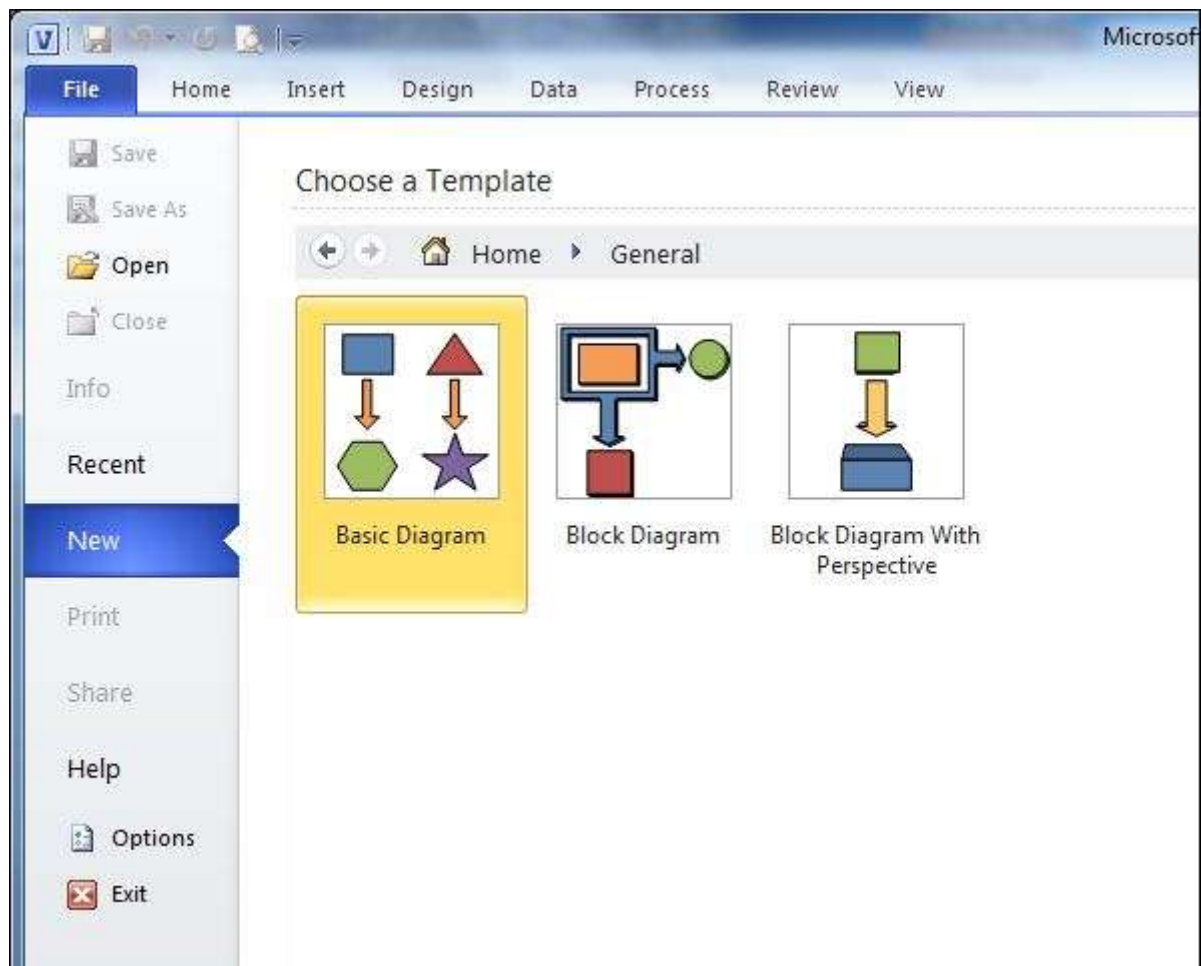 V
Microsof
File Home Insert Design Data Process Review View
Save
Save As
Open
Close
Info
Recent
New
Print
Share
Help
Options
Exit
Choose a Template
Home General
Basic Diagram
Block Diagram
Block Diagram With
Perspective